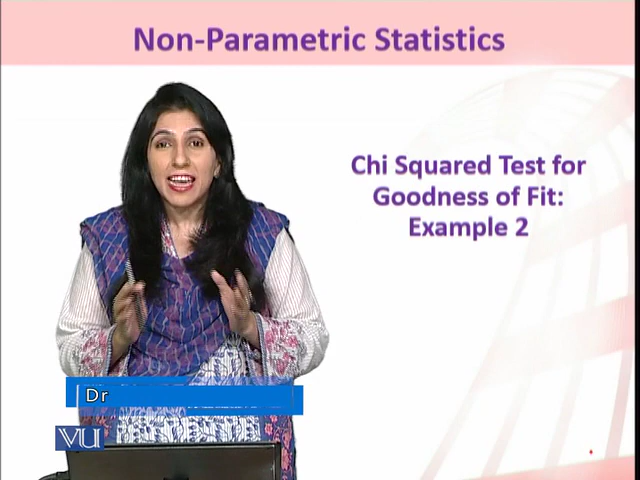 Non-Parametric Statistics
Chi Squared Test for
Goodness of Fit:
Example 2
Dr
VU